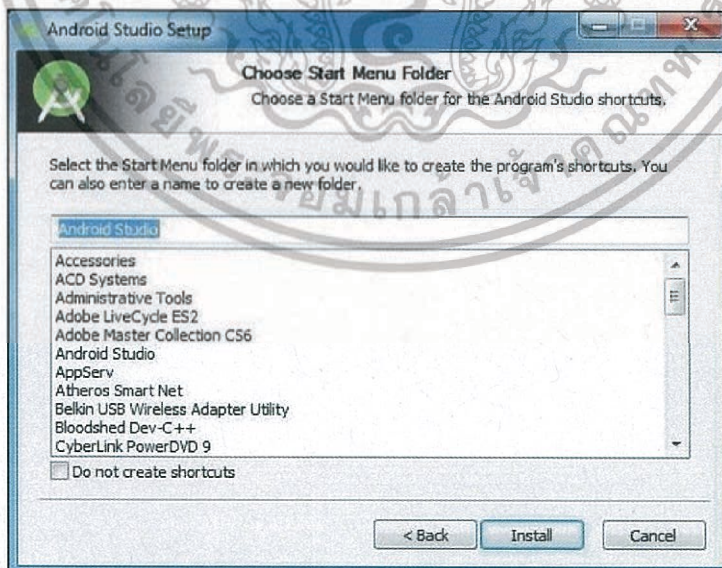 Android Studio Setup
Choose Start Menu Folder
Choose a Start Menu folder for the Android Studio shortcuts.
Select the Start Menu folder in which you would like to create the program's shortcuts. You
can also enter a name to create a new folder.
Android Studio
Accessories
ACD Systems
Administrative Tools
Adobe LiveCycle ES2
Adobe Master Collection CS6
Android Studio
AppServ
Atheros Smart Net
Belkin USB Wireless Adapter Utility
Bloodshed Dev-C++
CyberLink PowerDVD 9
Do not create shortcuts
< Back
Install
Cancel